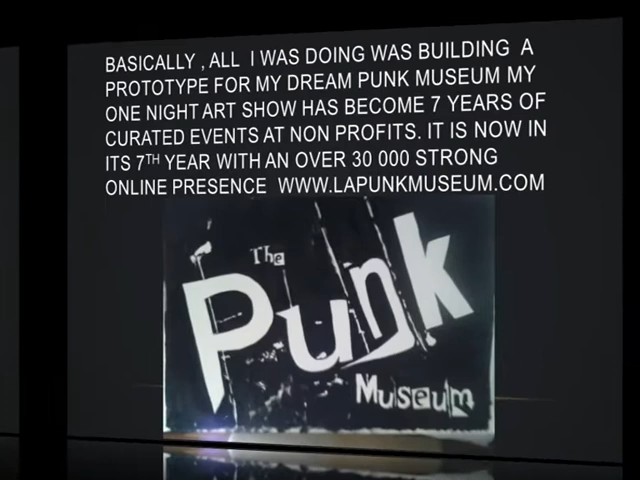 BASICALLY , ALL I WAS DOING WAS BUILDING A
PROTOTYPE FOR MY DREAM PUNK MUSEUM MY
ONE NIGHT ART SHOW HAS BECOME 7 YEARS OF
CURATED EVENTS AT NON PROFITS. IT IS NOW IN
ITS 7TH YEAR WITH AN OVER 30 000 STRONG
ONLINE PRESENCE WWW.LAPUNKMUSEUM.COM
The
Punk
Museum